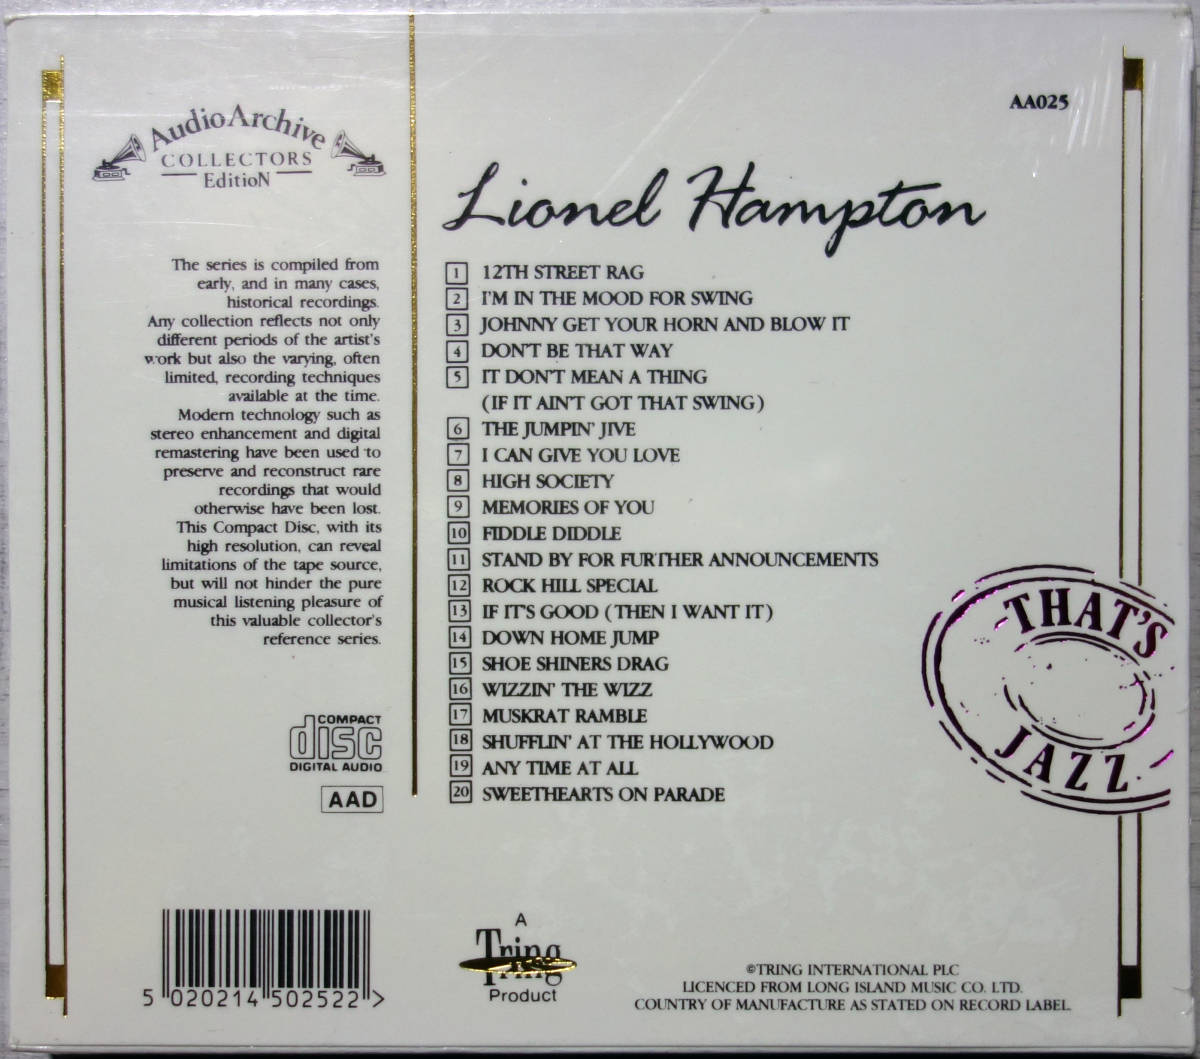 AA025
AudioArchive
COLLECTORS
EditioN
The series is compiled from
early, and in many cases,
historical recordings.
Any collection reflects not only
different periods of the artist's
work but also the varying, often
limited, recording techniques
available at the time.
Modern technology such as
stereo enhancement and digital
remastering have been used to
preserve and reconstruct rare
recordings that would
otherwise have been lost.
This Compact Disc, with its
high resolution, can reveal
limitations of the tape source,
but will not hinder the pure
musical listening pleasure of
this valuable collector's
reference series.
COMPACT
disc
DIGITAL AUDIO
AAD
Lionel Hampton
1 12TH STREET RAG
2 I'M IN THE MOOD FOR SWING
3 JOHNNY GET YOUR HORN AND BLOW IT
4 DON'T BE THAT WAY
5 IT DON'T MEAN A THING
(IF IT AIN'T GOT THAT SWING)
6 THE JUMPIN' JIVE
7 I CAN GIVE YOU LOVE
8 HIGH SOCIETY
9 MEMORIES OF YOU
10 FIDDLE DIDDLE
11 STAND BY FOR FURTHER ANNOUNCEMENTS
12 ROCK HILL SPECIAL
13 IF IT'S GOOD (THEN I WANT IT)
14 DOWN HOME JUMP
15 SHOE SHINERS DRAG
16 WIZZIN' THE WIZZ
17 MUSKRAT RAMBLE
18 SHUFFLIN' AT THE HOLLYWOOD
19 ANY TIME AT ALL
20 SWEETHEARTS ON PARADE
THAT'S
JAZZ
5 020214 502522 >
A
Tring
Product
©TRING INTERNATIONAL PLC
LICENCED FROM LONG ISLAND MUSIC CO. LTD.
COUNTRY OF MANUFACTURE AS STATED ON RECORD LABEL.